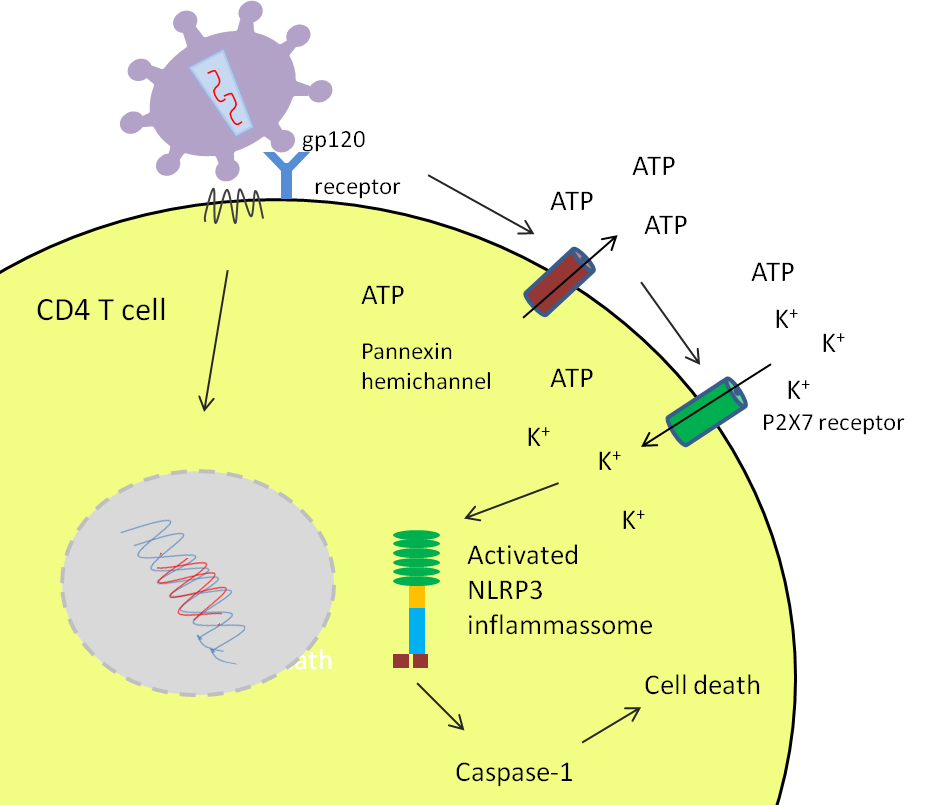 gp120
receptor
ATP
ATP
ATP
ATP
CD4 T cell
ATP
K⁺
K⁺
K⁺
Pannexin
hemichannel
ATP
P2X7 receptor
K⁺
K⁺
K⁺
Activated
NLRP3
inflammassome
ath
Cell death
Caspase-1